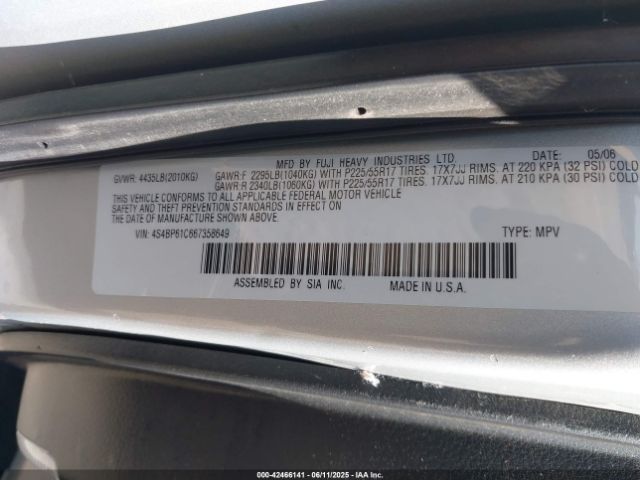 MFD BY FUJI HEAVY INDUSTRIES LTD. DATE: 05/06
GVWR: 4435LB(2010KG) GAWR:F 2295LB(1040KG) WITH P225/55R17 TIRES. 17X7JJ RIMS. AT 220 KPA (32 PSI) COLD
GAWR:R 2340LB(1060KG) WITH P225/55R17 TIRES. 17X7JJ RIMS. AT 210 KPA (30 PSI) COLD
THIS VEHICLE CONFORMS TO ALL APPLICABLE FEDERAL MOTOR VEHICLE
SAFETY AND THEFT PREVENTION STANDARDS IN EFFECT
ON THE DATE OF MANUFACTURE SHOWN ABOVE.
VIN: 4S4BP61C667358649 TYPE: MPV
ASSEMBLED BY SIA INC. MADE IN U.S.A.
000-42466141 - 06/11/2025 - IAA Inc.